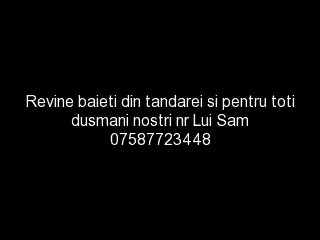 Revine baieti din tandarei si pentru toti
dusmani nostri nr Lui Sam
07587723448